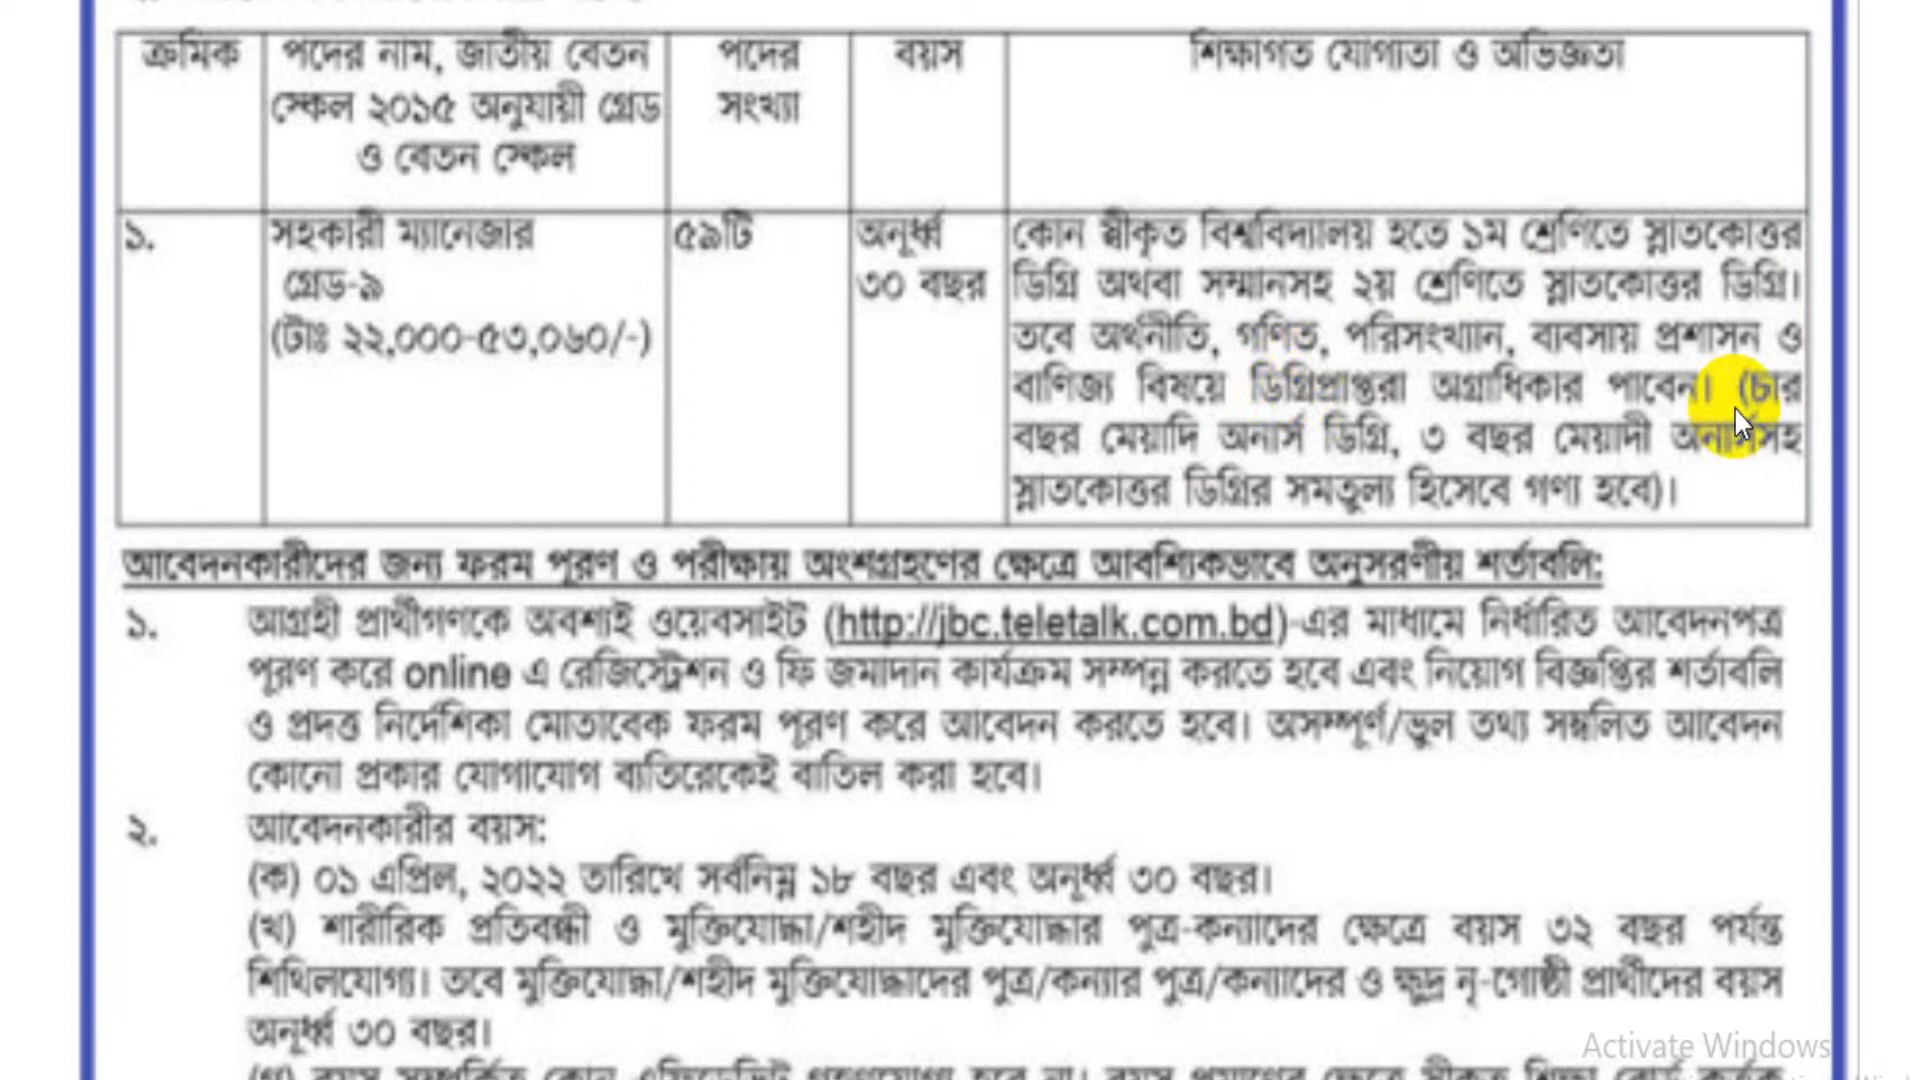 ক্রমিক
পদের নাম, জাতীয় বেতন
স্কেল ২০১৫ অনুযায়ী গ্রেড
ও বেতন স্কেল
পদের
সংখ্যা
বয়স
শিক্ষাগত যোগ্যতা ও অভিজ্ঞতা
১.
সহকারী ম্যানেজার
গ্রেড-৯
(টাঃ ২২,০০০-৫৩,০৬০/-)
৫৯টি
অনূর্ধ্ব
৩০ বছর
কোন স্বীকৃত বিশ্ববিদ্যালয় হতে ১ম শ্রেণিতে স্নাতকোত্তর
ডিগ্রি অথবা সম্মানসহ ২য় শ্রেণিতে স্নাতকোত্তর ডিগ্রি।
তবে অর্থনীতি, গণিত, পরিসংখ্যান, ব্যবসায় প্রশাসন ও
বাণিজ্য বিষয়ে ডিগ্রিপ্রাপ্তরা অগ্রাধিকার পাবেন। (চার
বছর মেয়াদি অনার্স ডিগ্রি, ৩ বছর মেয়াদী অনার্সসহ
স্নাতকোত্তর ডিগ্রির সমতুল্য হিসেবে গণ্য হবে)।
আবেদনকারীদের জন্য ফরম পূরণ ও পরীক্ষায় অংশগ্রহণের ক্ষেত্রে আবশ্যিকভাবে অনুসরণীয় শর্তাবলি:
১. আগ্রহী প্রার্থীগণকে অবশ্যই ওয়েবসাইট (http://jbc.teletalk.com.bd)-এর মাধ্যমে নির্ধারিত আবেদনপত্র
পূরণ করে online এ রেজিস্ট্রেশন ও ফি জমাদান কার্যক্রম সম্পন্ন করতে হবে এবং নিয়োগ বিজ্ঞপ্তির শর্তাবলি
ও প্রদত্ত নির্দেশিকা মোতাবেক ফরম পূরণ করে আবেদন করতে হবে। অসম্পূর্ণ/ভুল তথ্য সম্বলিত আবেদন
কোনো প্রকার যোগাযোগ ব্যতিরেকেই বাতিল করা হবে।
২. আবেদনকারীর বয়স:
(ক) ০১ এপ্রিল, ২০২২ তারিখে সর্বনিম্ন ১৮ বছর এবং অনূর্ধ্ব ৩০ বছর।
(খ) শারীরিক প্রতিবন্ধী ও মুক্তিযোদ্ধা/শহীদ মুক্তিযোদ্ধার পুত্র-কন্যাদের ক্ষেত্রে বয়স ৩২ বছর পর্যন্ত
শিথিলযোগ্য। তবে মুক্তিযোদ্ধা/শহীদ মুক্তিযোদ্ধাদের পুত্র/কন্যার পুত্র/কন্যাদের ও ক্ষুদ্র নৃ-গোষ্ঠী প্রার্থীদের বয়স
অনূর্ধ্ব ৩০ বছর।
Activate Windows